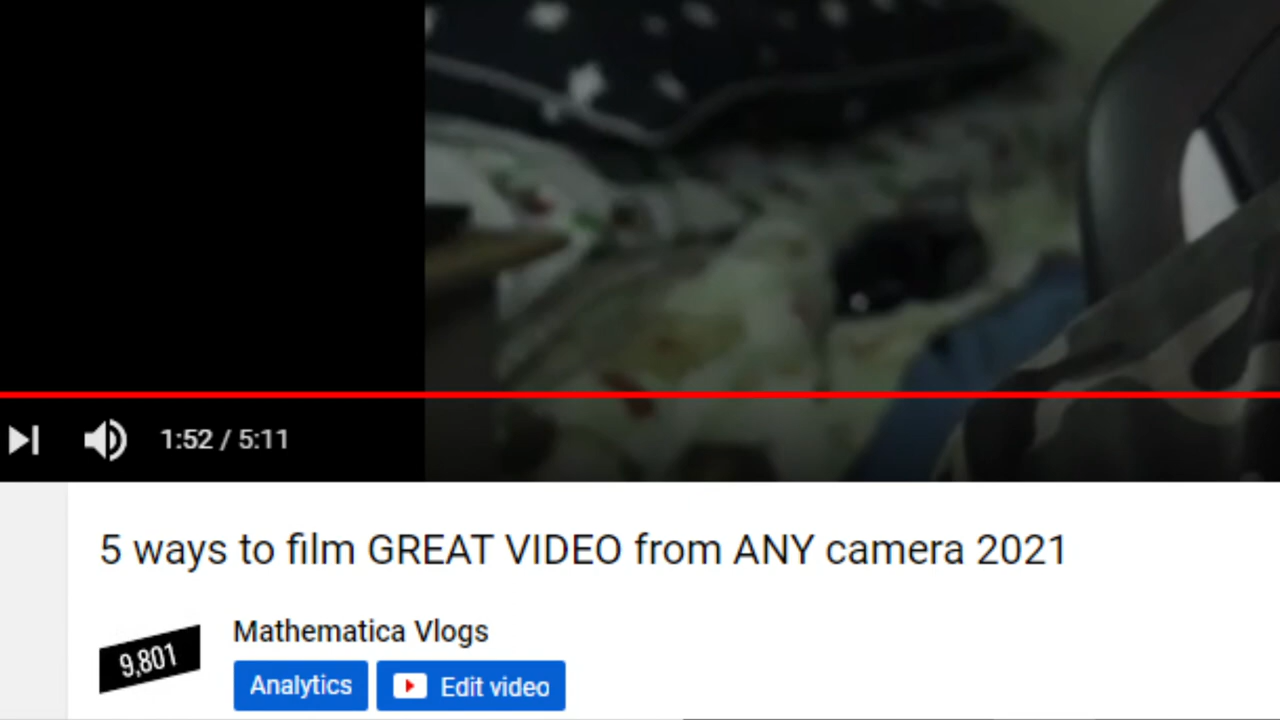 1:52 / 5:11
5 ways to film GREAT VIDEO from ANY camera 2021
9,801
Mathematica Vlogs
Analytics
Edit video